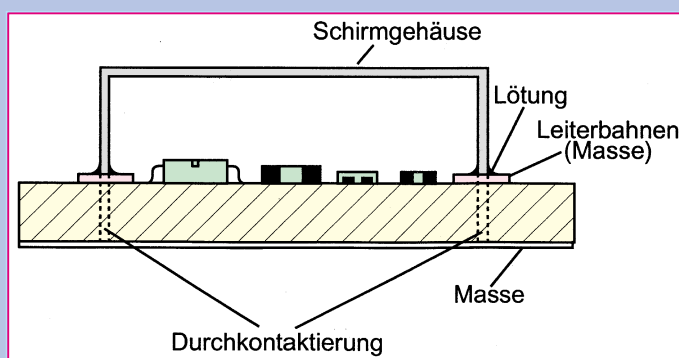 Schirmgehäuse
Lötung
Leiterbahnen
(Masse)
Masse
Durchkontaktierung